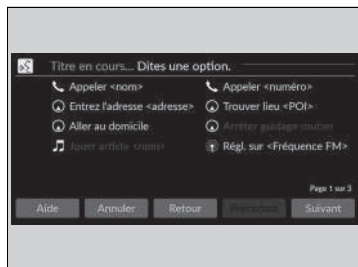 Titre en cours... Dites une option.
Appeler <nom>
Appeler <numéro>
Entrez l'adresse <adresse>
Trouver lieu <POI>
Aller au domicile
Arrêter guidage routier
Jouer artiste <nom>
Régl. sur <Fréquence FM>
Page 1 sur 3
Aide
Annuler
Retour
Précédent
Suivant